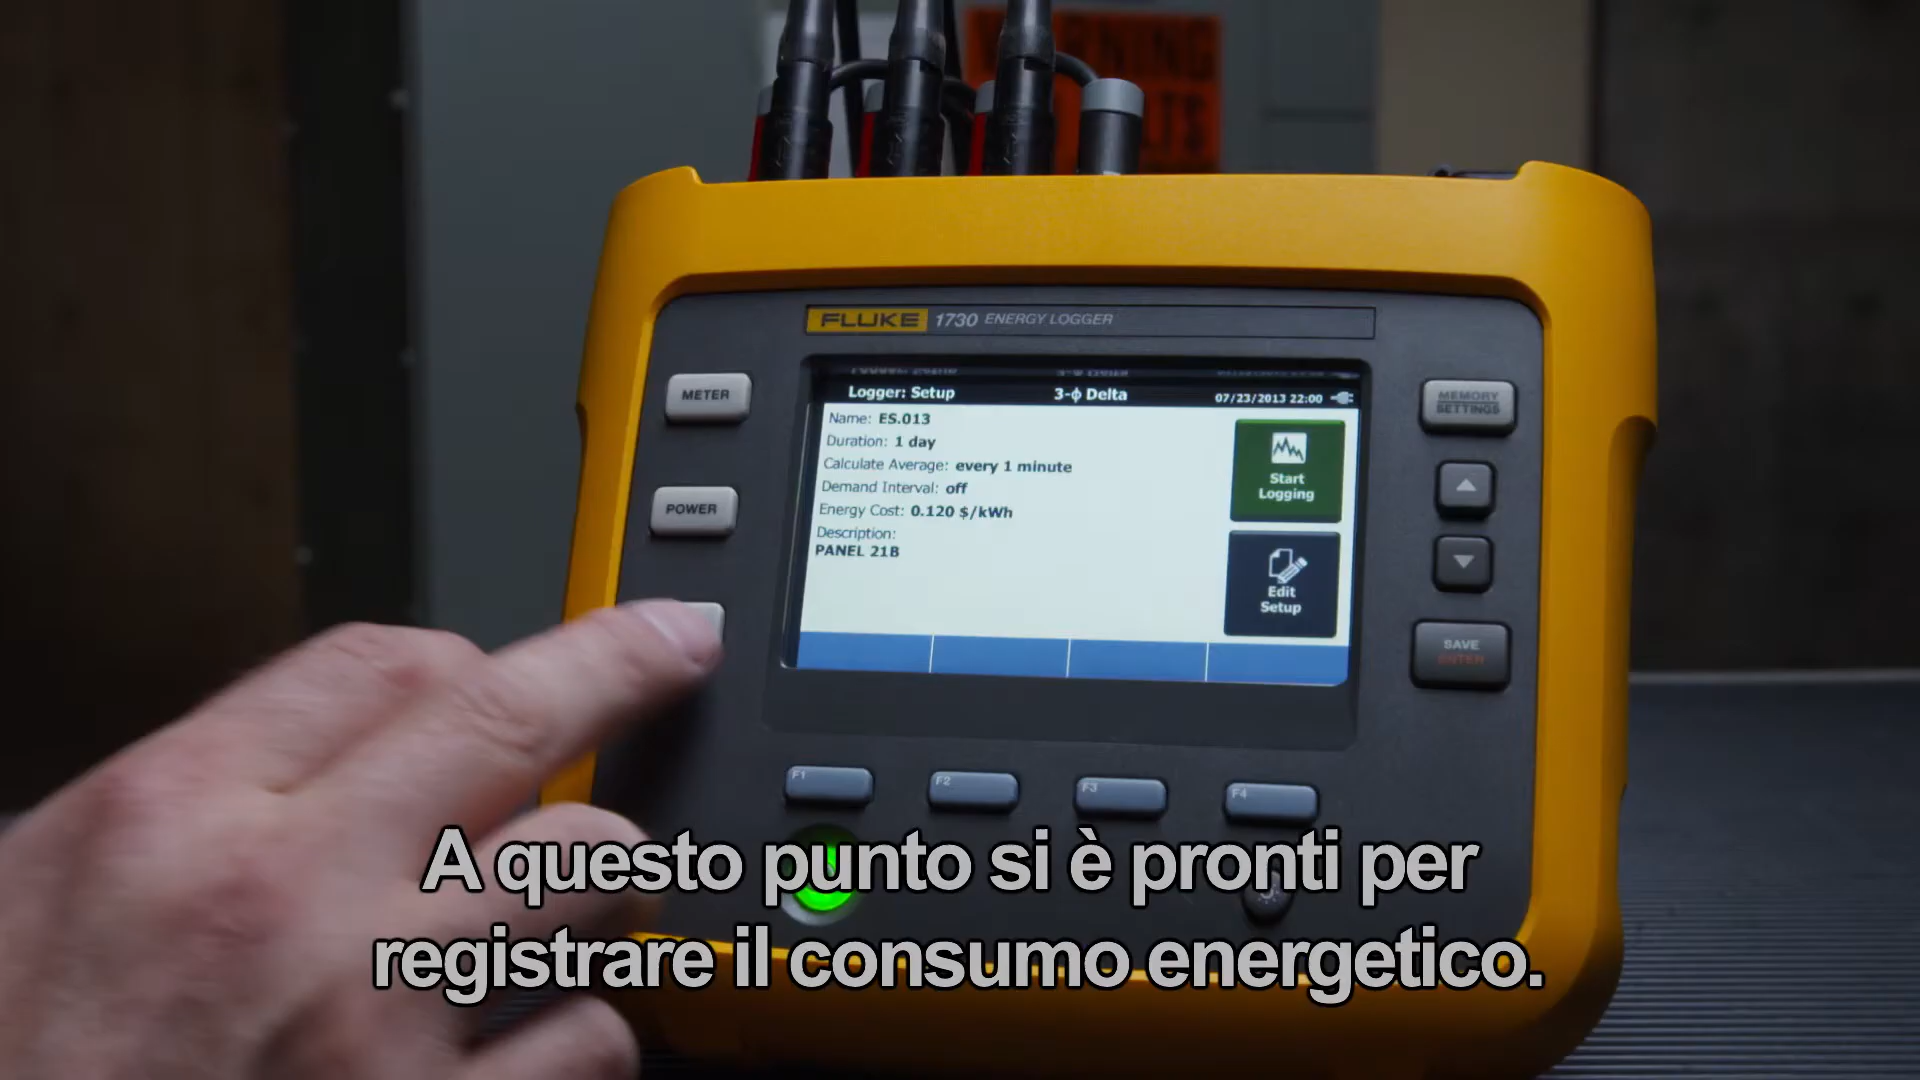 WARNING
FLUKE 1730 ENERGY LOGGER
METER
POWER
Logger: Setup 3-ϕ Delta 07/23/2013 22:00
Name: ES.013
Duration: 1 day
Calculate Average: every 1 minute
Demand Interval: off
Energy Cost: 0.120 $/kWh
Description:
PANEL 21B
Start
Logging
Edit
Setup
MEMORY
SETTINGS
SAVE
ENTER
F1 F2 F3 F4
A questo punto si è pronti per
registrare il consumo energetico.